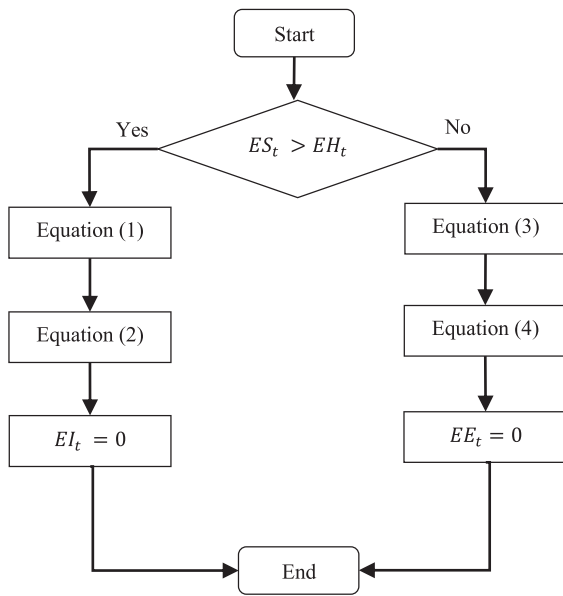 Start
Yes
No
ES_t > EH_t
Equation (1)
Equation (3)
Equation (2)
Equation (4)
EI_t = 0
EE_t = 0
End